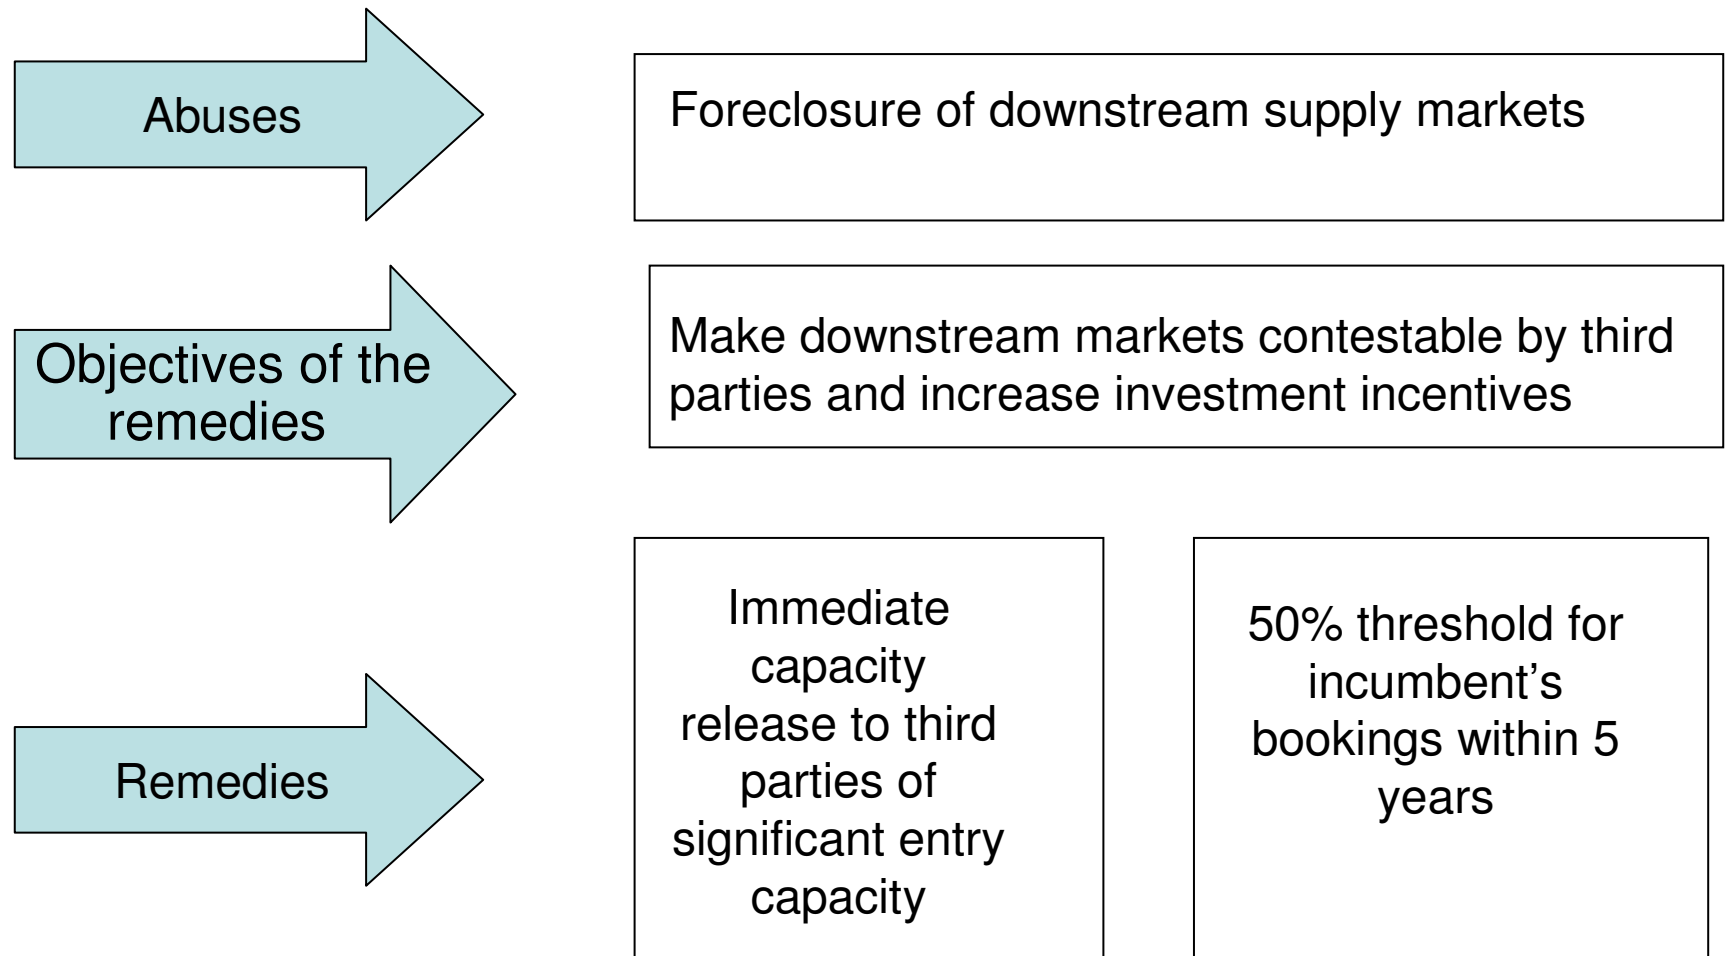 Abuses
Foreclosure of downstream supply markets
Objectives of the
remedies
Make downstream markets contestable by third
parties and increase investment incentives
Remedies
Immediate
capacity
release to third
parties of
significant entry
capacity
50% threshold for
incumbent’s
bookings within 5
years